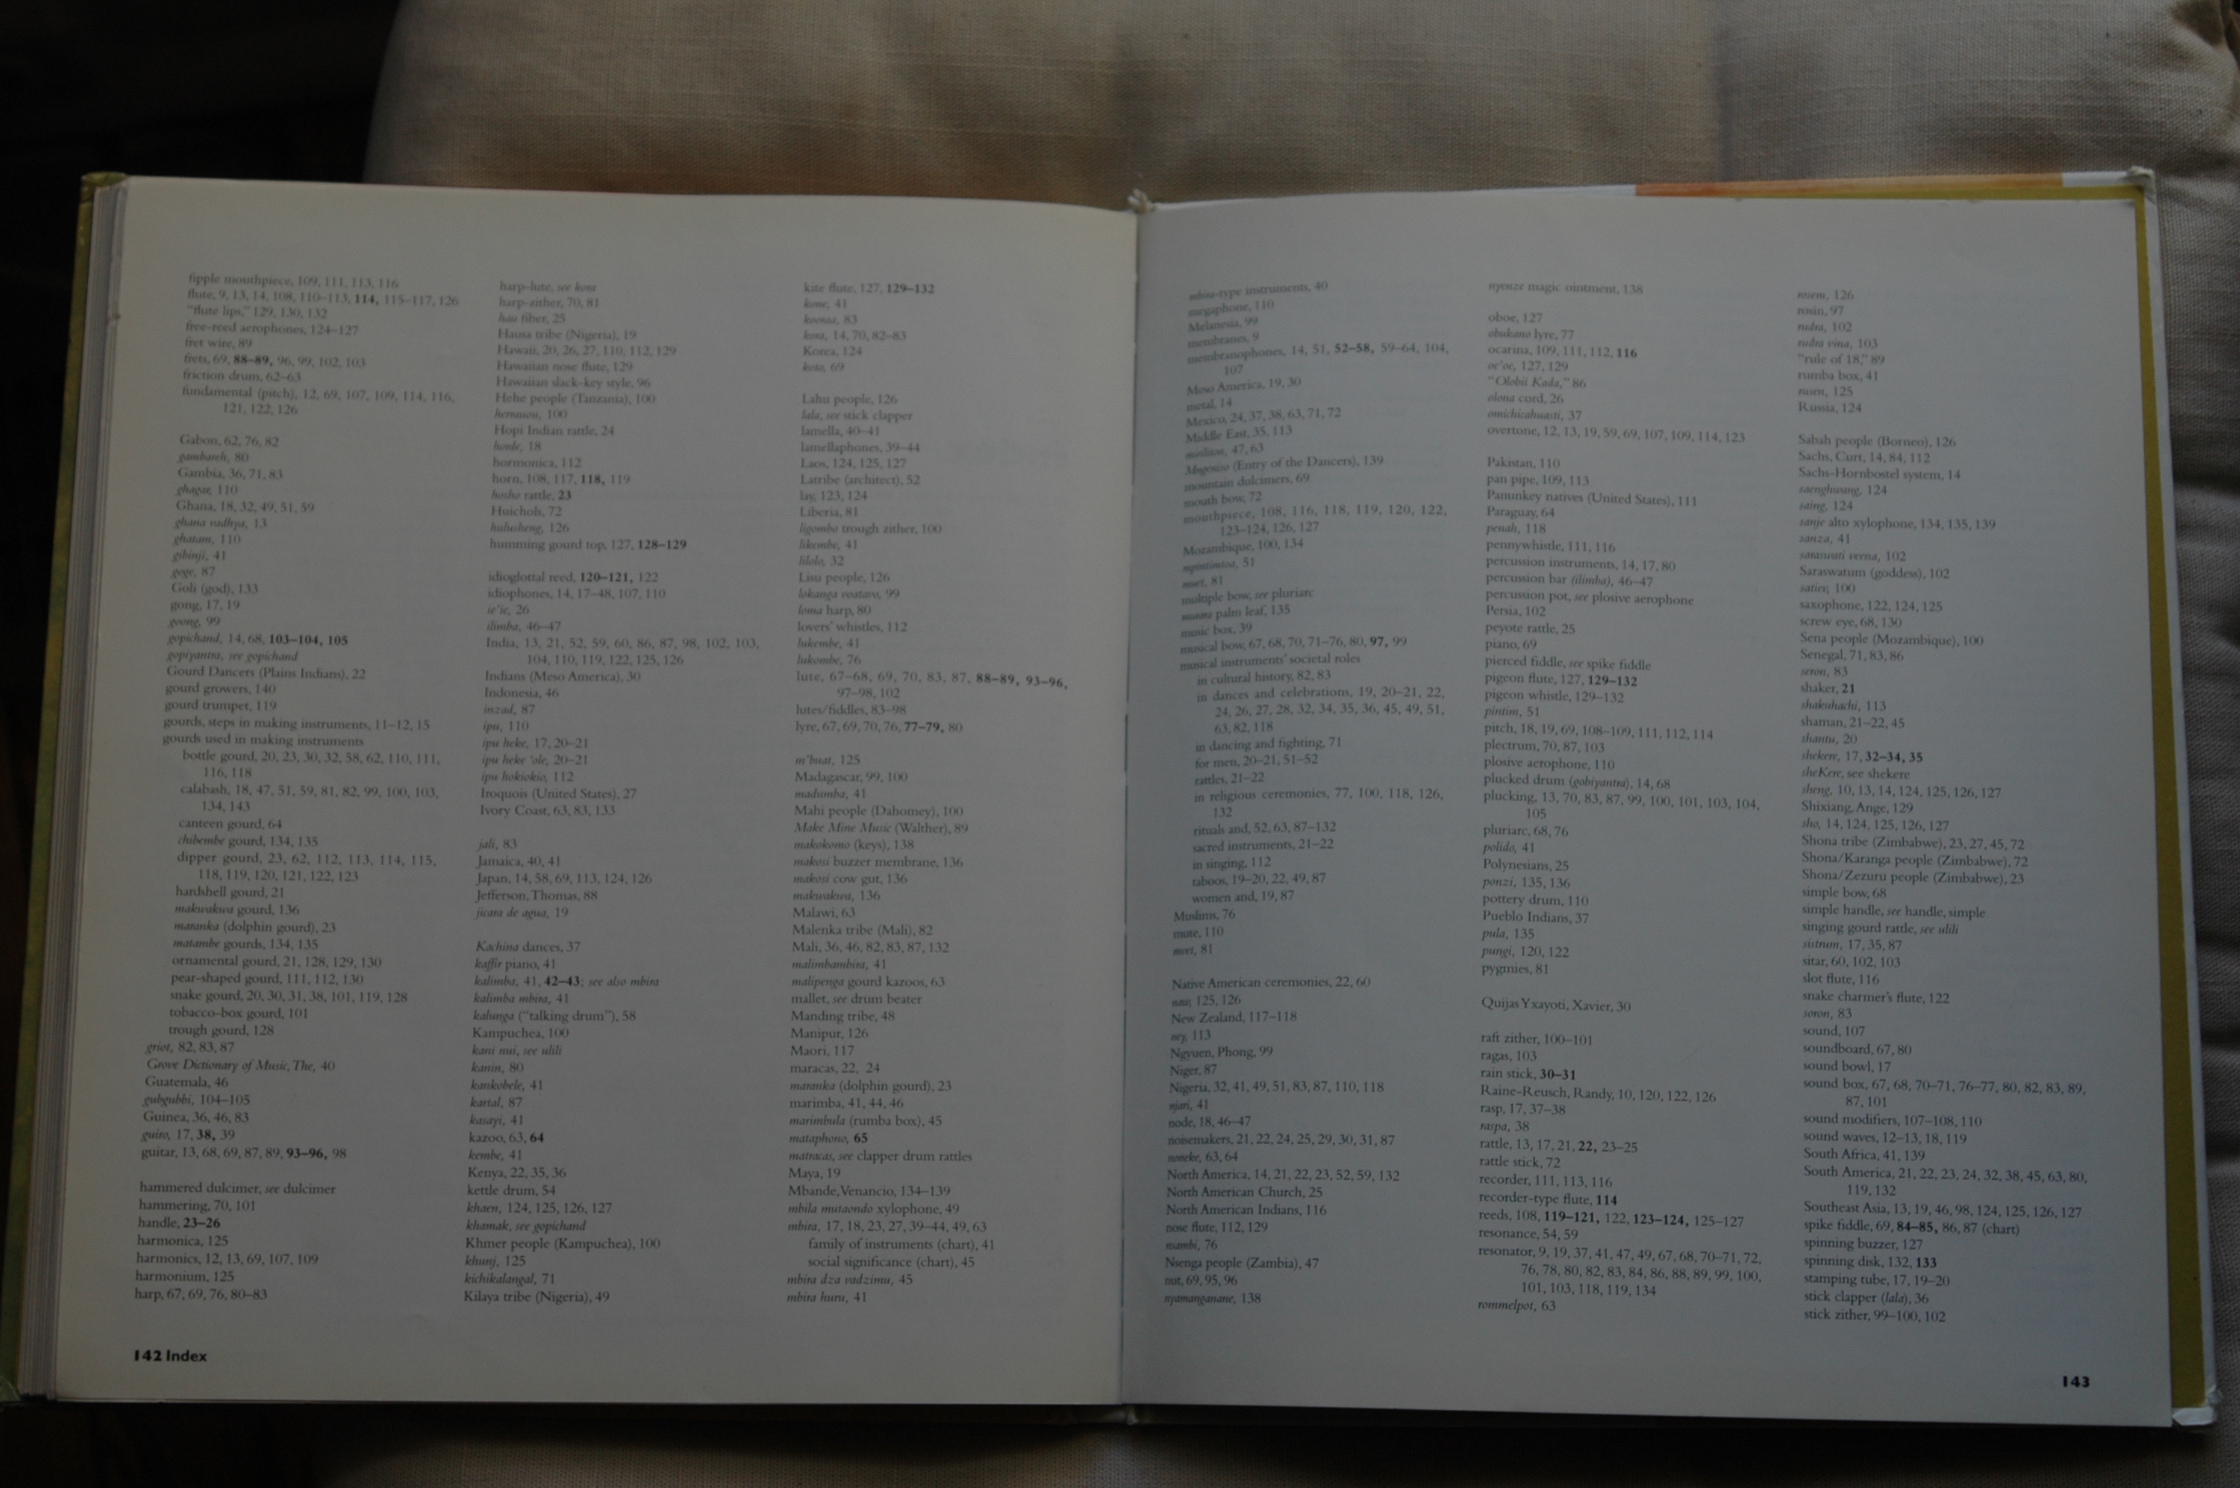 fipple mouthpiece, 109, 111, 113, 116
flute, 9, 13, 14, 108, 110–113, 114, 115–117, 126
"flute lips," 129, 130, 132
free-reed aerophones, 124–127
fret wire, 89
frets, 69, 88–89, 96, 99, 102, 103
friction drum, 62–63
fundamental (pitch), 12, 69, 107, 109, 114, 116,
121, 122, 126
Gabon, 62, 76, 82
gambareh, 80
Gambia, 36, 71, 83
ghagar, 110
Ghana, 18, 32, 49, 51, 59
ghana vadhya, 13
ghatam, 110
gibinji, 41
goge, 87
Goli (god), 133
gong, 17, 19
goong, 99
gopichand, 14, 68, 103–104, 105
gopiyantra, see gopichand
Gourd Dancers (Plains Indians), 22
gourd growers, 140
gourd trumpet, 119
gourds, steps in making instruments, 11–12, 15
gourds used in making instruments
bottle gourd, 20, 23, 30, 32, 58, 62, 110, 111,
116, 118
calabash, 18, 47, 51, 59, 81, 82, 99, 100, 103,
134, 143
canteen gourd, 64
chibembe gourd, 134, 135
dipper gourd, 23, 62, 112, 113, 114, 115,
118, 119, 120, 121, 122, 123
hardshell gourd, 21
makwakwa gourd, 136
maranka (dolphin gourd), 23
matambe gourds, 134, 135
ornamental gourd, 21, 128, 129, 130
pear-shaped gourd, 111, 112, 130
snake gourd, 20, 30, 31, 38, 101, 119, 128
tobacco-box gourd, 101
trough gourd, 128
griot, 82, 83, 87
Grove Dictionary of Music, The, 40
Guatemala, 46
gubgubbi, 104–105
Guinea, 36, 46, 83
guiro, 17, 38, 39
guitar, 13, 68, 69, 87, 89, 93–96, 98
hammered dulcimer, see dulcimer
hammering, 70, 101
handle, 23–26
harmonica, 125
harmonics, 12, 13, 69, 107, 109
harmonium, 125
harp, 67, 69, 76, 80–83
harp-lute, see kora
harp-zither, 70, 81
hau fiber, 25
Hausa tribe (Nigeria), 19
Hawaii, 20, 26, 27, 110, 112, 129
Hawaiian nose flute, 129
Hawaiian slack-key style, 96
Hehe people (Tanzania), 100
herauou, 100
Hopi Indian rattle, 24
horde, 18
hormonica, 112
horn, 108, 117, 118, 119
hosho rattle, 23
Huichols, 72
hulusheng, 126
humming gourd top, 127, 128–129
idioglottal reed, 120–121, 122
idiophones, 14, 17–48, 107, 110
ie'ie, 26
ilimba, 46–47
India, 13, 21, 52, 59, 60, 86, 87, 98, 102, 103,
104, 110, 119, 122, 125, 126
Indians (Meso America), 30
Indonesia, 46
inzad, 87
ipu, 110
ipu heke, 17, 20–21
ipu heke 'ole, 20–21
ipu hokiokio, 112
Iroquois (United States), 27
Ivory Coast, 63, 83, 133
jali, 83
Jamaica, 40, 41
Japan, 14, 58, 69, 113, 124, 126
Jefferson, Thomas, 88
jicara de agua, 19
Kachina dances, 37
kaffir piano, 41
kalimba, 41, 42–43; see also mbira
kalimba mbira, 41
kalunga ("talking drum"), 58
Kampuchea, 100
kani nui, see ulili
kanin, 80
kankobele, 41
kartal, 87
kasayi, 41
kazoo, 63, 64
kembe, 41
Kenya, 22, 35, 36
kettle drum, 54
khaen, 124, 125, 126, 127
khamak, see gopichand
Khmer people (Kampuchea), 100
khunj, 125
kichikalangal, 71
Kilaya tribe (Nigeria), 49
kite flute, 127, 129–132
kone, 41
koonaa, 83
kora, 14, 70, 82–83
Korea, 124
koto, 69
Lahu people, 126
lala, see stick clapper
lamella, 40–41
lamellaphones, 39–44
Laos, 124, 125, 127
Latribe (architect), 52
lay, 123, 124
Liberia, 81
ligombo trough zither, 100
likembe, 41
lilolo, 32
Lisu people, 126
lokanga voatavo, 99
loma harp, 80
lovers' whistles, 112
lukembe, 41
lukombe, 76
lute, 67–68, 69, 70, 83, 87, 88–89, 93–96,
97–98, 102
lutes/fiddles, 83–98
lyre, 67, 69, 70, 76, 77–79, 80
m'buat, 125
Madagascar, 99, 100
madumba, 41
Mahi people (Dahomey), 100
Make Mine Music (Walther), 89
makokomo (keys), 138
makosi buzzer membrane, 136
makosi cow gut, 136
makwakwa, 136
Malawi, 63
Malenka tribe (Mali), 82
Mali, 36, 46, 82, 83, 87, 132
malimbambira, 41
malipenga gourd kazoos, 63
mallet, see drum beater
Manding tribe, 48
Manipur, 126
Maori, 117
maracas, 22, 24
maranka (dolphin gourd), 23
marimba, 41, 44, 46
marimbula (rumba box), 45
mataphono, 65
matracas, see clapper drum rattles
Maya, 19
Mbande, Venancio, 134–139
mbila mutaondo xylophone, 49
mbira, 17, 18, 23, 27, 39–44, 49, 63
family of instruments (chart), 41
social significance (chart), 45
mbira dza vadzimu, 45
mbira huru, 41
142 Index
mbira-type instruments, 40
megaphone, 110
Melanesia, 99
membranes, 9
membranophones, 14, 51, 52–58, 59–64, 104,
107
Meso America, 19, 30
metal, 14
Mexico, 24, 37, 38, 63, 71, 72
Middle East, 35, 113
mirliton, 47, 63
Mzeno (Entry of the Dancers), 139
mountain dulcimers, 69
mouth bow, 72
mouthpiece, 108, 116, 118, 119, 120, 122,
123–124, 126, 127
Mozambique, 100, 134
mpintintoa, 51
muet, 81
multiple bow, see pluriarc
palm leaf, 135
music box, 39
musical bow, 67, 68, 70, 71–76, 80, 97, 99
musical instruments' societal roles
in cultural history, 82, 83
in dances and celebrations, 19, 20–21, 22,
24, 26, 27, 28, 32, 34, 35, 36, 45, 49, 51,
63, 82, 118
in dancing and fighting, 71
for men, 20–21, 51–52
rattles, 21–22
in religious ceremonies, 77, 100, 118, 126,
132
rituals and, 52, 63, 87–132
sacred instruments, 21–22
in singing, 112
taboos, 19–20, 22, 49, 87
women and, 19, 87
Muslims, 76
mute, 110
mvet, 81
Native American ceremonies, 22, 60
naw, 125, 126
New Zealand, 117–118
ney, 113
Ngyuen, Phong, 99
Niger, 87
Nigeria, 32, 41, 49, 51, 83, 87, 110, 118
njari, 41
node, 18, 46–47
noisemakers, 21, 22, 24, 25, 29, 30, 31, 87
noneke, 63, 64
North America, 14, 21, 22, 23, 52, 59, 132
North American Church, 25
North American Indians, 116
nose flute, 112, 129
nsambi, 76
Nsenga people (Zambia), 47
nut, 69, 95, 96
nyamanganane, 138
nyenze magic ointment, 138
oboe, 127
obukano lyre, 77
ocarina, 109, 111, 112, 116
oe'oe, 127, 129
"Olobii Kada," 86
olona cord, 26
omichicahuasti, 37
overtone, 12, 13, 19, 59, 69, 107, 109, 114, 123
Pakistan, 110
pan pipe, 109, 113
Panunkey natives (United States), 111
Paraguay, 64
penah, 118
pennywhistle, 111, 116
percussion instruments, 14, 17, 80
percussion bar (ilimba), 46–47
percussion pot, see plosive aerophone
Persia, 102
peyote rattle, 25
piano, 69
pierced fiddle, see spike fiddle
pigeon flute, 127, 129–132
pigeon whistle, 129–132
pintim, 51
pitch, 18, 19, 69, 108–109, 111, 112, 114
plectrum, 70, 87, 103
plosive aerophone, 110
plucked drum (gobiyantra), 14, 68
plucking, 13, 70, 83, 87, 99, 100, 101, 103, 104,
105
pluriarc, 68, 76
polido, 41
Polynesians, 25
ponzi, 135, 136
pottery drum, 110
Pueblo Indians, 37
pula, 135
pungi, 120, 122
pygmies, 81
Quijas Yxayoti, Xavier, 30
raft zither, 100–101
ragas, 103
rain stick, 30–31
Raine-Reusch, Randy, 10, 120, 122, 126
rasp, 17, 37–38
raspa, 38
rattle, 13, 17, 21, 22, 23–25
rattle stick, 72
recorder, 111, 113, 116
recorder-type flute, 114
reeds, 108, 119–121, 122, 123–124, 125–127
resonance, 54, 59
resonator, 9, 19, 37, 41, 47, 49, 67, 68, 70–71, 72,
76, 78, 80, 82, 83, 84, 86, 88, 89, 99, 100,
101, 103, 118, 119, 134
rommelpot, 63
roem, 126
rosin, 97
rudra, 102
rudra vina, 103
"rule of 18," 89
rumba box, 41
rusem, 125
Russia, 124
Sabah people (Borneo), 126
Sachs, Curt, 14, 84, 112
Sachs-Hornbostel system, 14
saenghwang, 124
saing, 124
sanje alto xylophone, 134, 135, 139
sanza, 41
sarasvati veena, 102
Saraswatum (goddess), 102
satiev, 100
saxophone, 122, 124, 125
screw eye, 68, 130
Sena people (Mozambique), 100
Senegal, 71, 83, 86
seron, 83
shaker, 21
shakuhachi, 113
shaman, 21–22, 45
shantu, 20
shekere, 17, 32–34, 35
sheKere, see shekere
sheng, 10, 13, 14, 124, 125, 126, 127
Shixiang, Ange, 129
sho, 14, 124, 125, 126, 127
Shona tribe (Zimbabwe), 23, 27, 45, 72
Shona/Karanga people (Zimbabwe), 72
Shona/Zezuru people (Zimbabwe), 23
simple bow, 68
simple handle, see handle, simple
singing gourd rattle, see ulili
sistrum, 17, 35, 87
sitar, 60, 102, 103
slot flute, 116
snake charmer's flute, 122
soron, 83
sound, 107
soundboard, 67, 80
sound bowl, 17
sound box, 67, 68, 70–71, 76–77, 80, 82, 83, 89,
87, 101
sound modifiers, 107–108, 110
sound waves, 12–13, 18, 119
South Africa, 41, 139
South America, 21, 22, 23, 24, 32, 38, 45, 63, 80,
119, 132
Southeast Asia, 13, 19, 46, 98, 124, 125, 126, 127
spike fiddle, 69, 84–85, 86, 87 (chart)
spinning buzzer, 127
spinning disk, 132, 133
stamping tube, 17, 19–20
stick clapper (lala), 36
stick zither, 99–100, 102
143